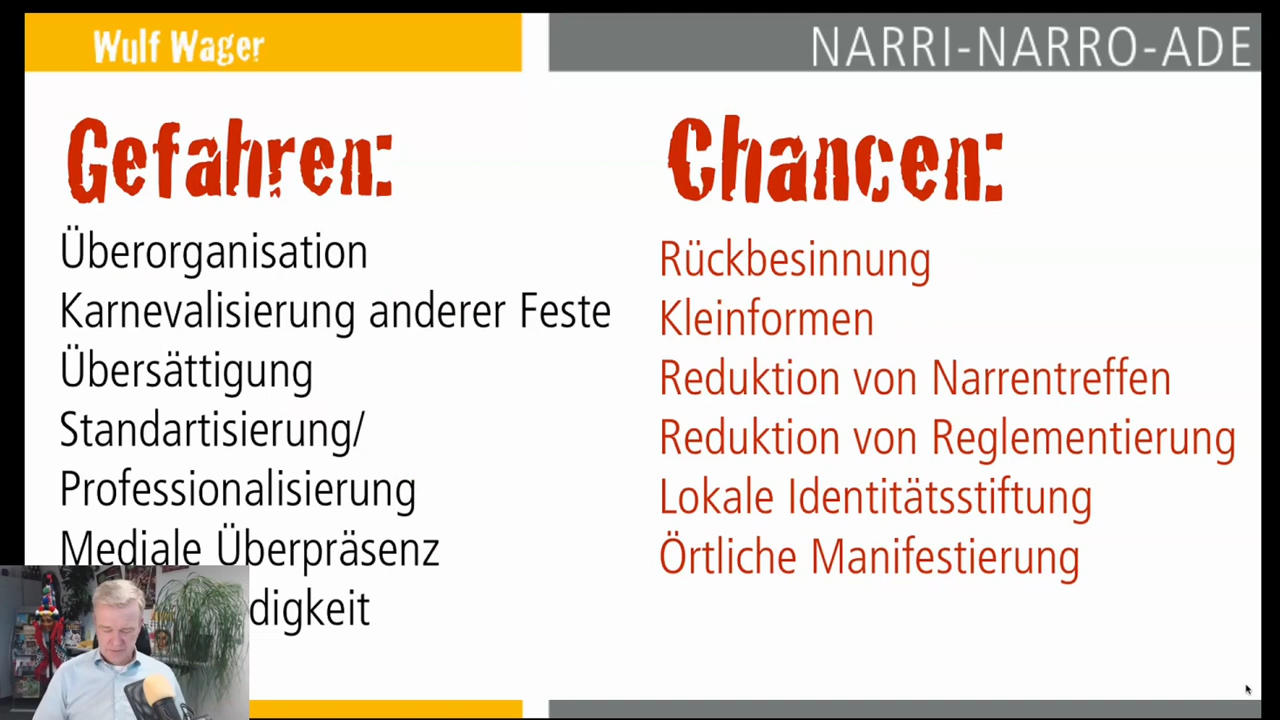 Wulf Wager
NARRI-NARRO-ADE
Gefahren:
Überorganisation
Karnevalisierung anderer Feste
Übersättigung
Standartisierung/
Professionalisierung
Mediale Überpräsenz
Chancen:
Rückbesinnung
Kleinformen
Reduktion von Narrentreffen
Reduktion von Reglementierung
Lokale Identitätsstiftung
Örtliche Manifestierung